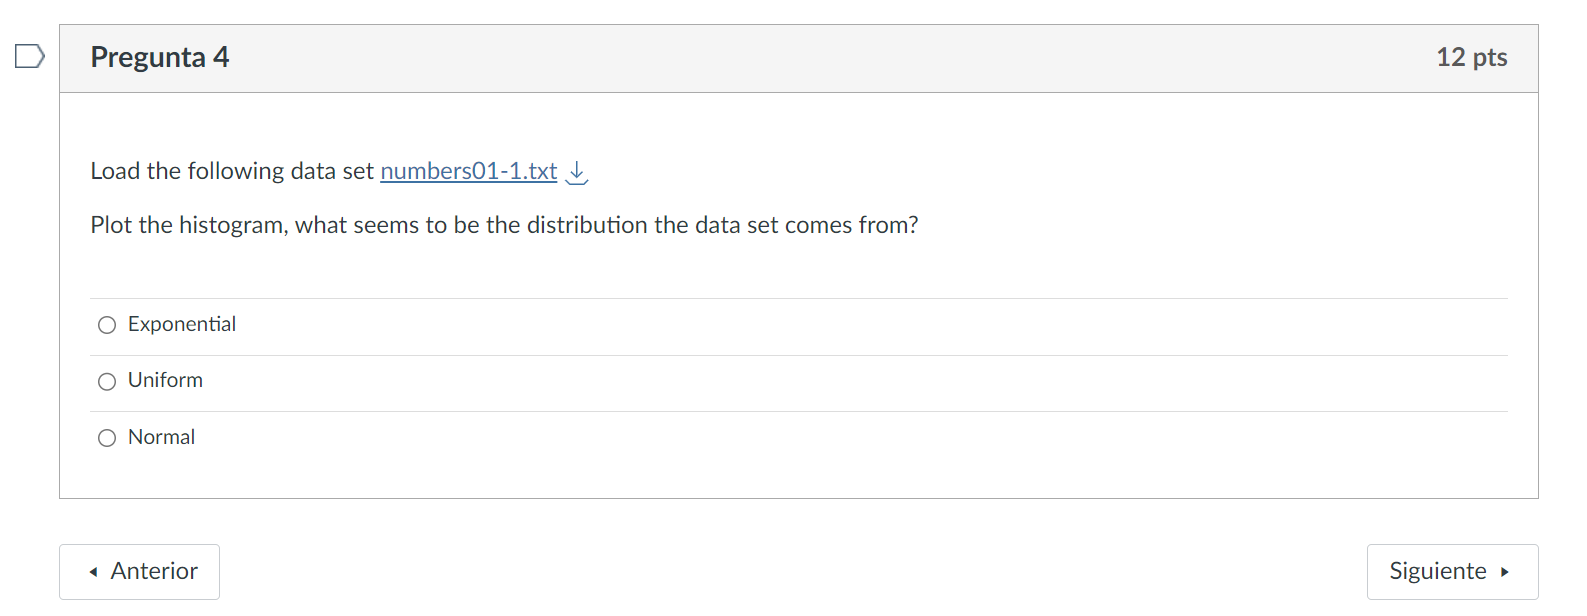 Pregunta 4
12 pts
Load the following data set numbers01-1.txt
Plot the histogram, what seems to be the distribution the data set comes from?
Exponential
Uniform
Normal
Anterior
Siguiente